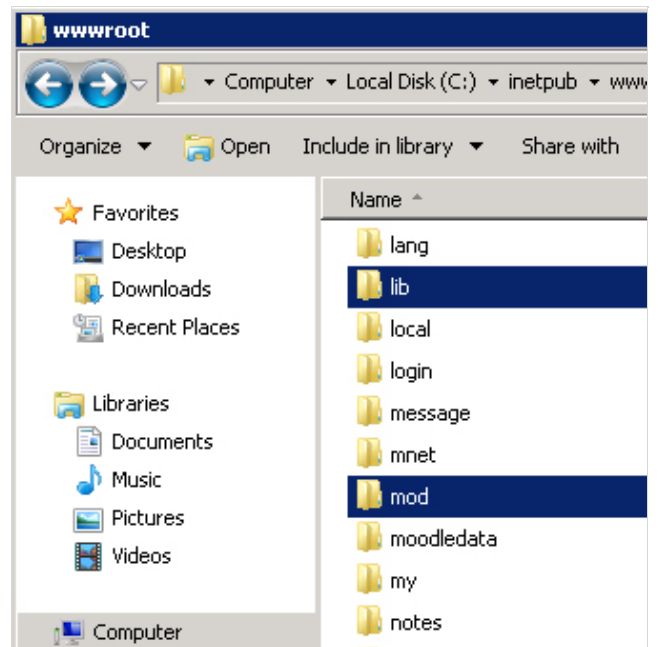 wwwroot
Computer Local Disk (C:) inetpub www
Organize Open Include in library Share with
Favorites
Desktop
Downloads
Recent Places
Libraries
Documents
Music
Pictures
Videos
Computer
Name
lang
lib
local
login
message
mnet
mod
moodledata
my
notes